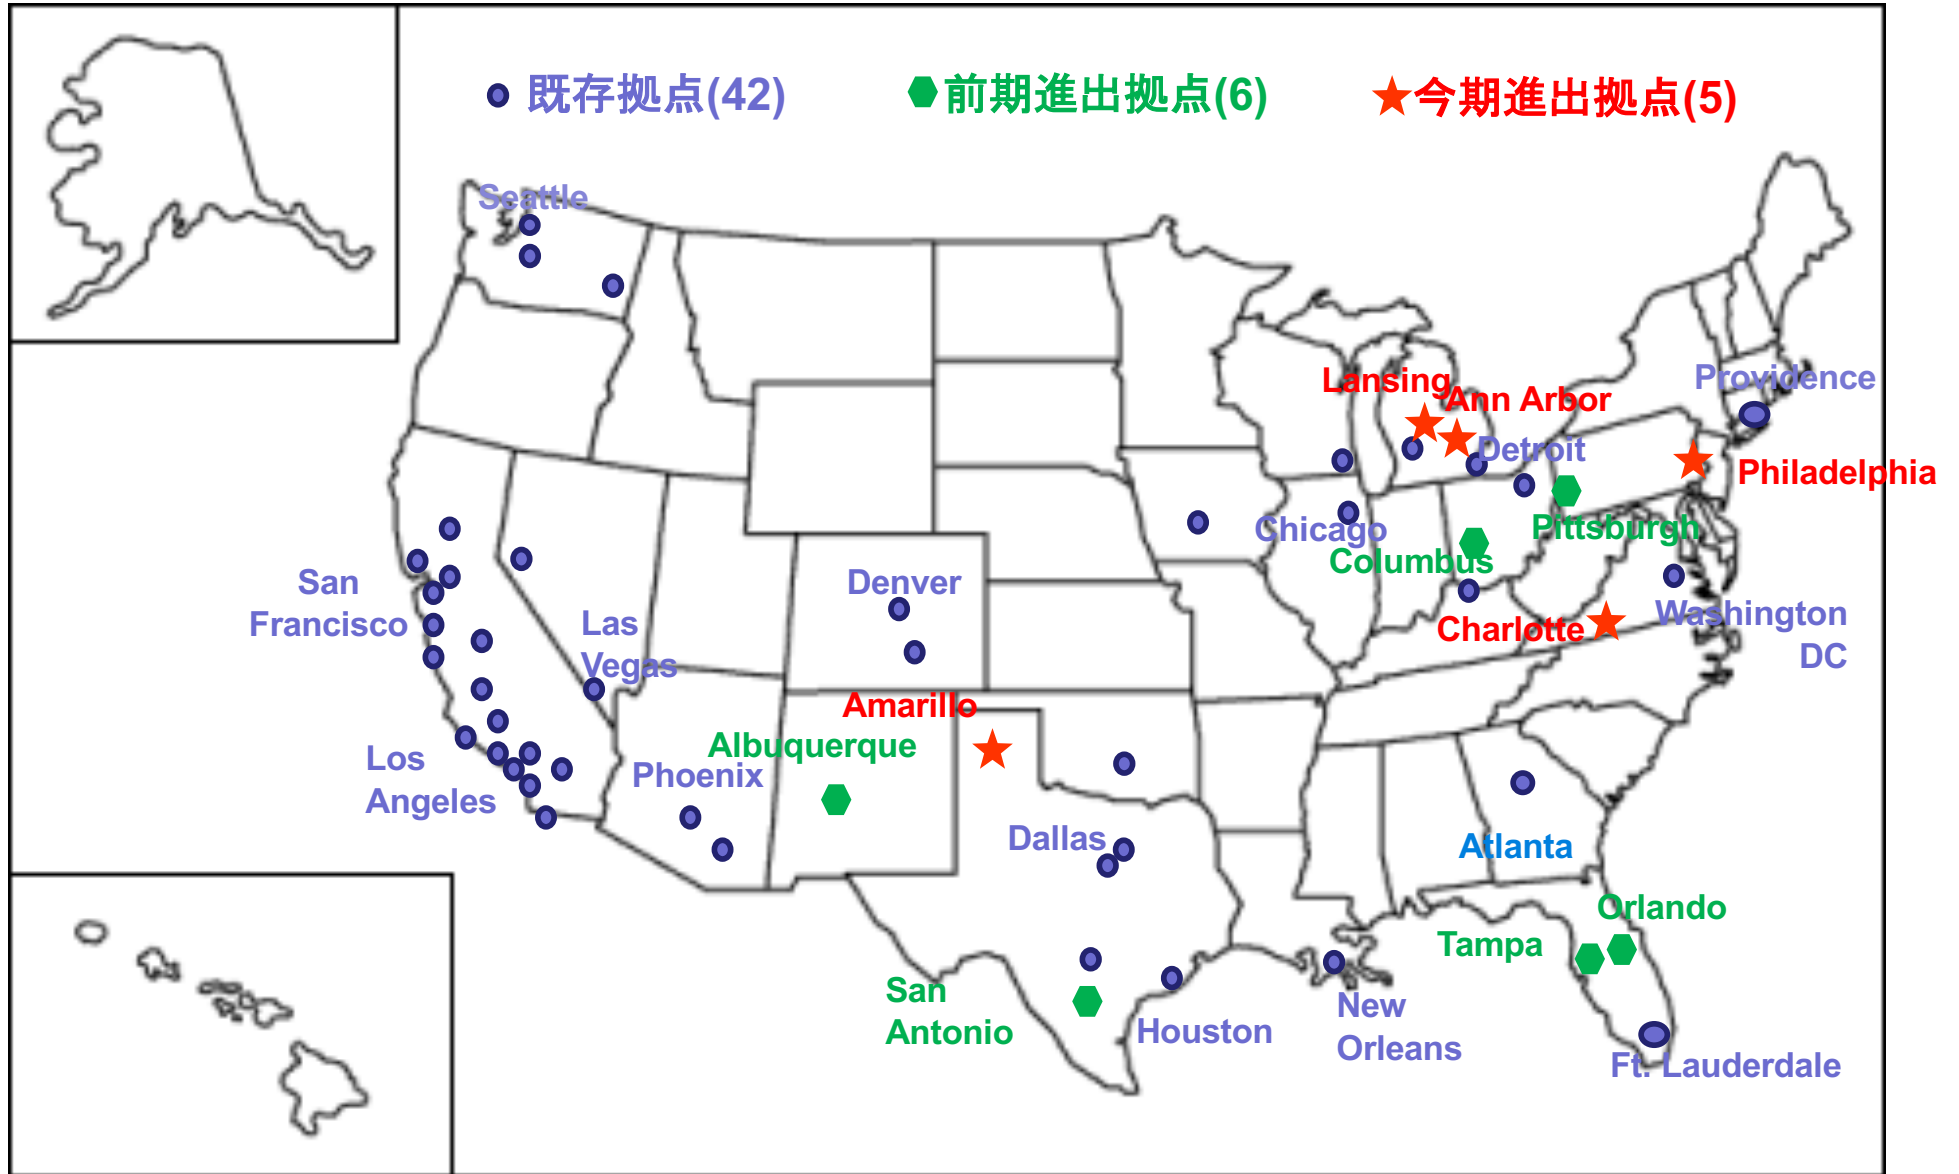 既存拠点(42)
前期進出拠点(6)
今期進出拠点(5)
Seattle
Lansing
Ann Arbor
Providence
Detroit
Philadelphia
Chicago
Pittsburgh
Columbus
San
Francisco
Denver
Las
Vegas
Charlotte
Washington
DC
Amarillo
Albuquerque
Los
Angeles
Phoenix
Dallas
Atlanta
Orlando
Tampa
San
Antonio
Houston
New
Orleans
Ft. Lauderdale